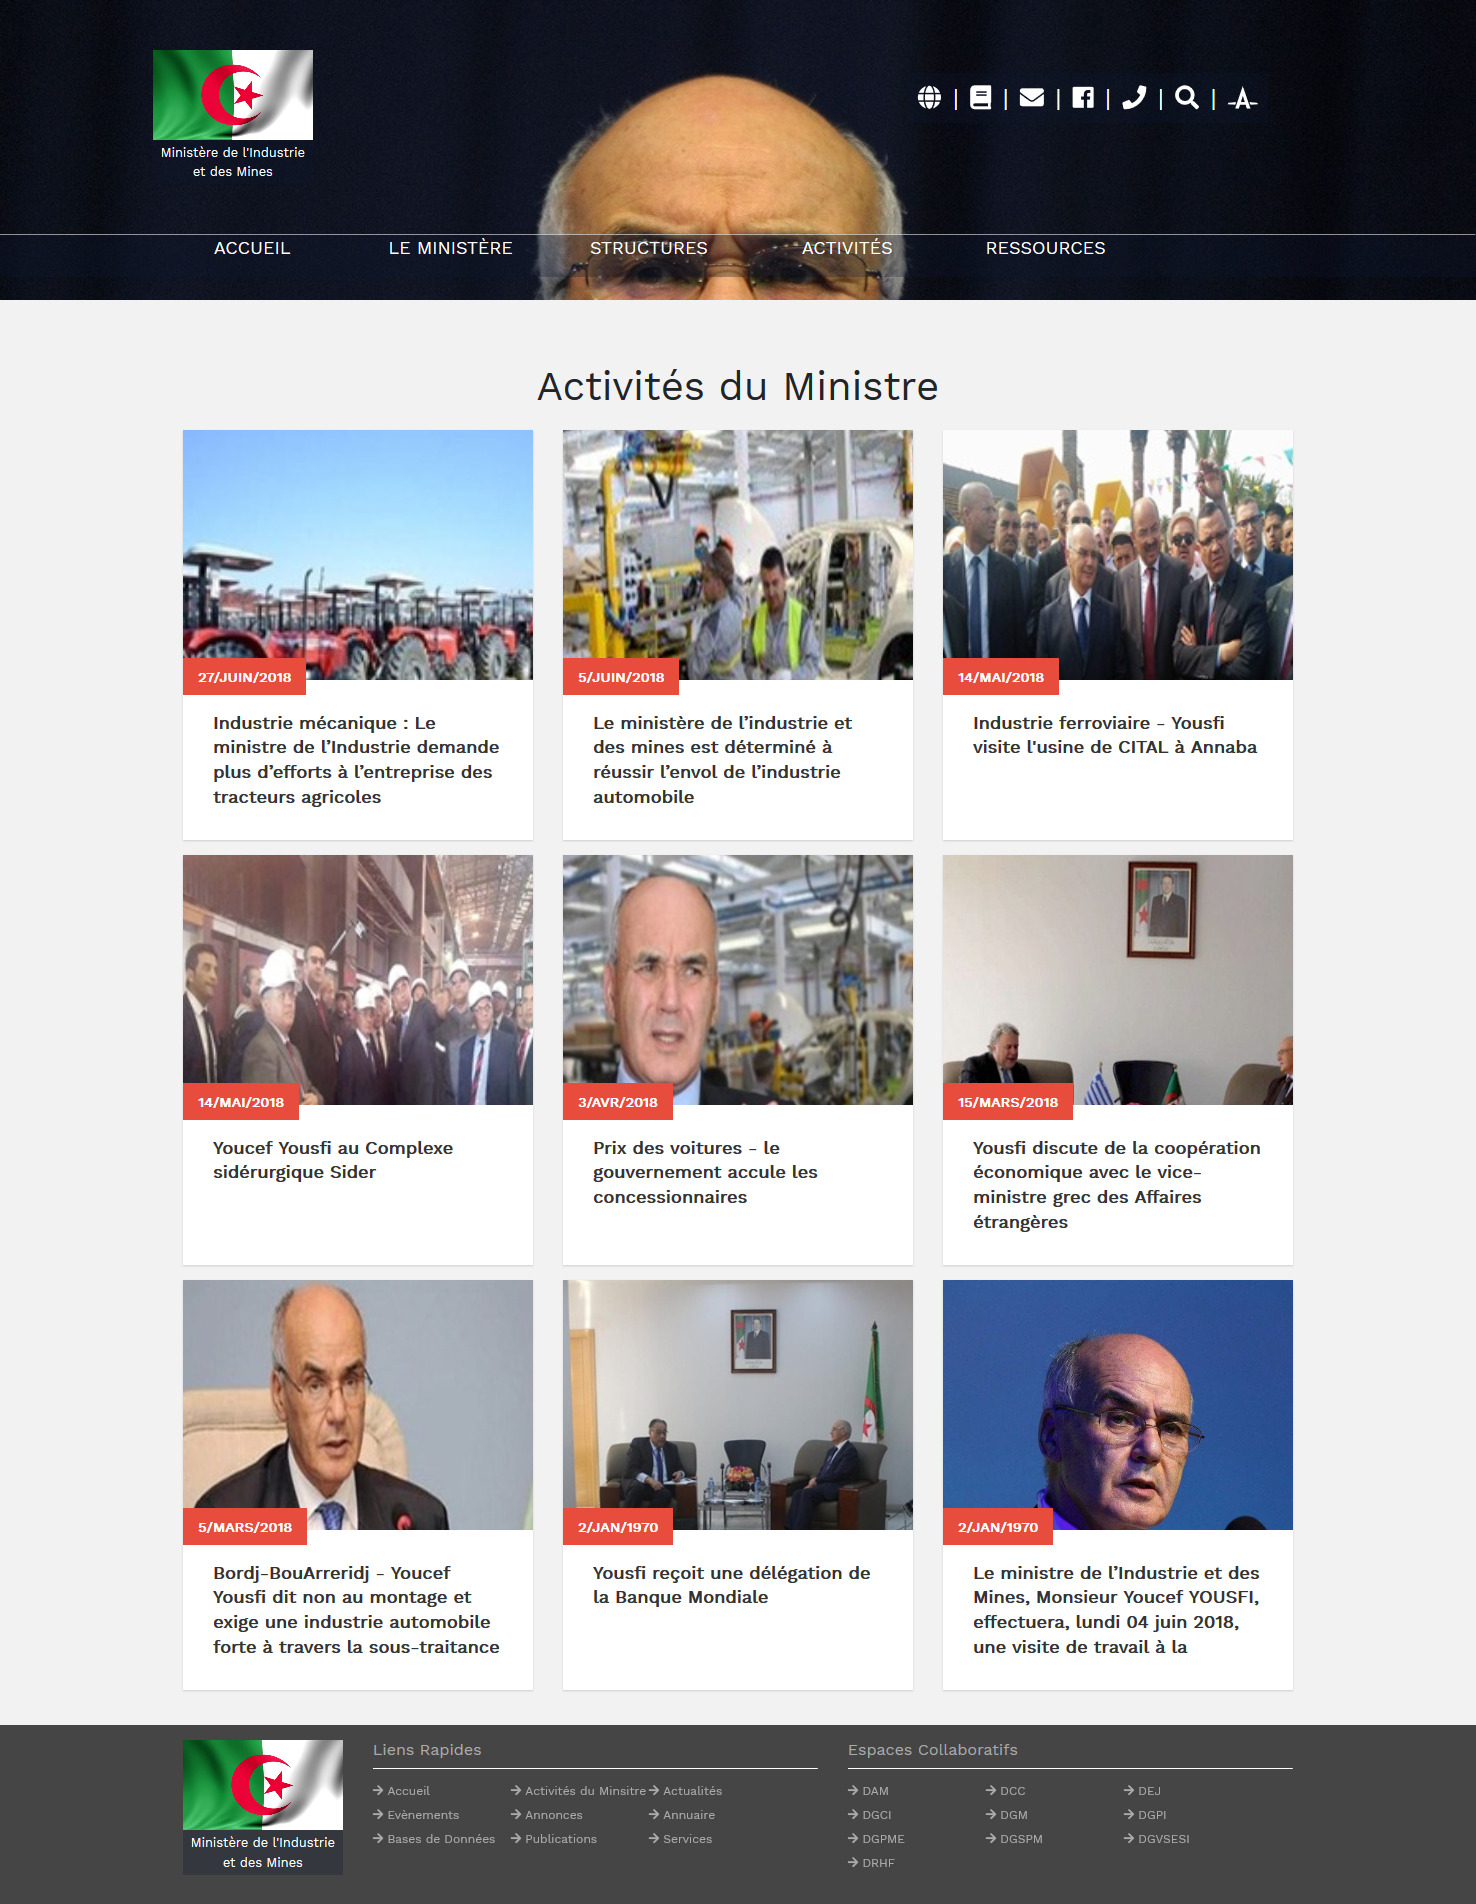 Ministère de l'Industrie
et des Mines
ACCUEIL
LE MINISTÈRE
STRUCTURES
ACTIVITÉS
RESSOURCES
Activités du Ministre
27/JUIN/2018
Industrie mécanique : Le
ministre de l’Industrie demande
plus d’efforts à l’entreprise des
tracteurs agricoles
5/JUIN/2018
Le ministère de l’industrie et
des mines est déterminé à
réussir l’envol de l’industrie
automobile
14/MAI/2018
Industrie ferroviaire - Yousfi
visite l'usine de CITAL à Annaba
14/MAI/2018
Youcef Yousfi au Complexe
sidérurgique Sider
3/AVR/2018
Prix des voitures - le
gouvernement accule les
concessionnaires
15/MARS/2018
Yousfi discute de la coopération
économique avec le vice-
ministre grec des Affaires
étrangères
5/MARS/2018
Bordj-BouArreridj - Youcef
Yousfi dit non au montage et
exige une industrie automobile
forte à travers la sous-traitance
2/JAN/1970
Yousfi reçoit une délégation de
la Banque Mondiale
2/JAN/1970
Le ministre de l’Industrie et des
Mines, Monsieur Youcef YOUSFI,
effectuera, lundi 04 juin 2018,
une visite de travail à la
Ministère de l'Industrie
et des Mines
Liens Rapides
Accueil
Activités du Minsitre
Actualités
Evènements
Annonces
Annuaire
Bases de Données
Publications
Services
Espaces Collaboratifs
DAM
DCC
DEJ
DGCI
DGM
DGPI
DGPME
DGSPM
DGVSESI
DRHF